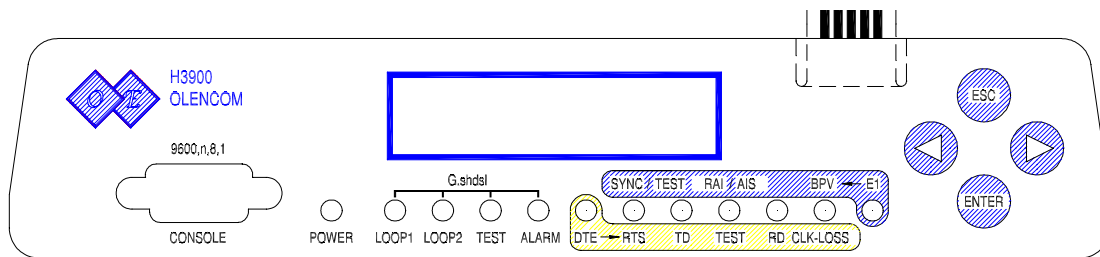 O E
H3900
OLENCOM
9600,n,8,1
CONSOLE
POWER
G.shdsl
LOOP1 LOOP2 TEST ALARM
SYNC TEST RAI AIS BPV E1
DTE RTS TD TEST RD CLK-LOSS
ESC
ENTER